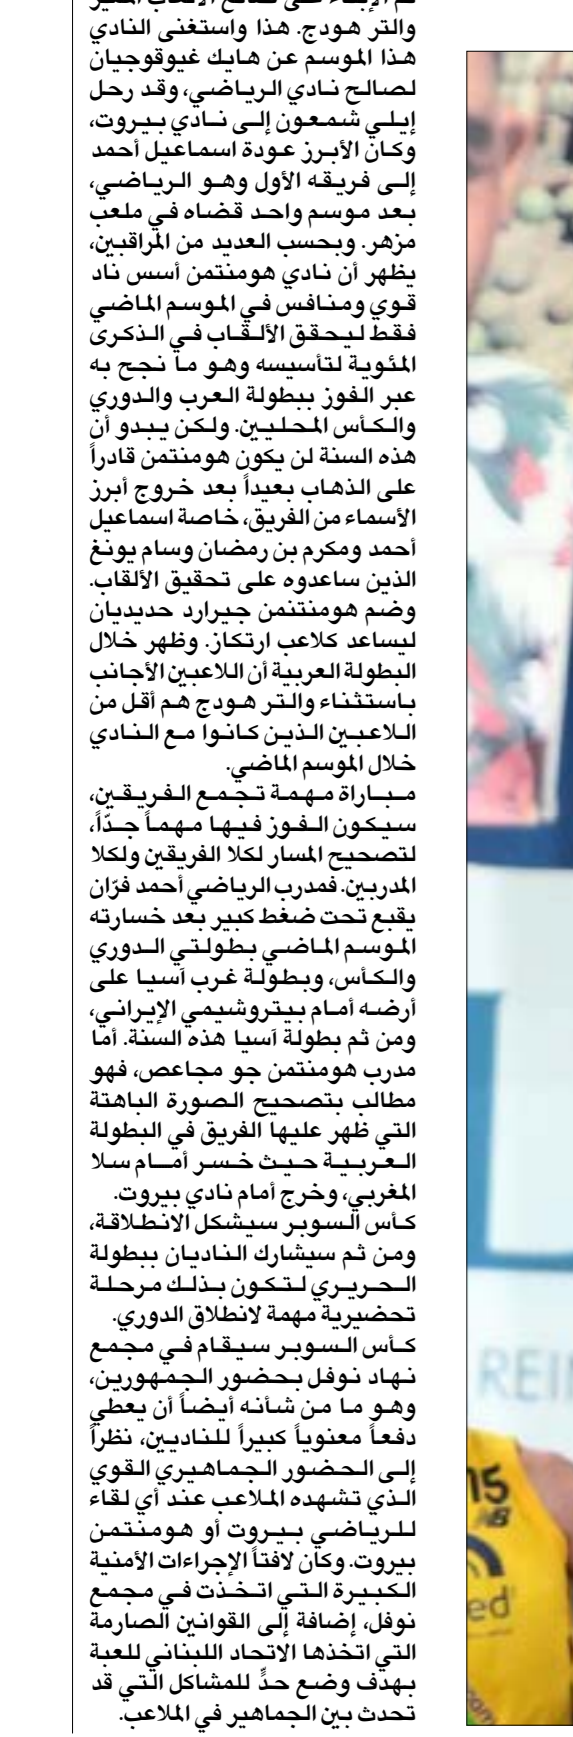 والتر هودج. هذا واستغنى النادي
هذا الموسم عن هايك غيوقوجيان
لصالح نادي الرياضي، وقد رحل
إيلي شمعون إلى نادي بيروت،
وكان الأبرز عودة اسماعيل أحمد
إلى فريقه الأول وهو الرياضي،
بعد موسم واحد قضاه في ملعب
مزهر. وبحسب العديد من المراقبين،
يظهر أن نادي هومنتمن أسس ناد
قوي ومنافس في الموسم الماضي
فقط ليحقق الألقاب في الذكرى
المئوية لتأسيسه وهو ما نجح به
عبر الفوز ببطولة العرب والدوري
والكأس المحليين. ولكن يبدو أن
هذه السنة لن يكون هومنتمن قادراً
على الذهاب بعيداً بعد خروج أبرز
الأسماء من الفريق، خاصة اسماعيل
أحمد ومكرم بن رمضان وسام يونغ
الذين ساعدوه على تحقيق الألقاب.
وضم هومنتنمن جيرارد حديديان
ليساعد كلاعب ارتكاز. وظهر خلال
البطولة العربية أن اللاعبين الأجانب
باستثناء والتر هودج هم أقل من
اللاعبين الذين كانوا مع النادي
خلال الموسم الماضي.
مباراة مهمة تجمع الفريقين،
سيكون الفوز فيها مهماً جدّاً،
لتصحيح المسار لكلا الفريقين ولكلا
المدربين. فمدرب الرياضي أحمد فرّان
يقبع تحت ضغط كبير بعد خسارته
الموسم الماضي بطولتي الدوري
والكأس، وبطولة غرب آسيا على
أرضه أمام بيتروشيمي الإيراني،
ومن ثم بطولة آسيا هذه السنة. أما
مدرب هومنتمن جو مجاعص، فهو
مطالب بتصحيح الصورة الباهتة
التي ظهر عليها الفريق في البطولة
العربية حيث خسر أمام سلا
المغربي، وخرج أمام نادي بيروت.
كأس السوبر سيشكل الانطلاقة،
ومن ثم سيشارك الناديان ببطولة
الحريري لتكون بذلك مرحلة
تحضيرية مهمة لانطلاق الدوري.
كأس السوبر سيقام في مجمع
نهاد نوفل بحضور الجمهورين،
وهو ما من شأنه أيضاً أن يعطي
دفعاً معنوياً كبيراً للناديين، نظراً
إلى الحضور الجماهيري القوي
الذي تشهده الملاعب عند أي لقاء
للرياضي بيروت أو هومنتمن
بيروت. وكان لافتاً الإجراءات الأمنية
الكبيرة التي اتخذت في مجمع
نوفل، إضافة إلى القوانين الصارمة
التي اتخذها الاتحاد اللبناني للعبة
بهدف وضع حدٍّ للمشاكل التي قد
تحدث بين الجماهير في الملاعب.
REI
15
ed